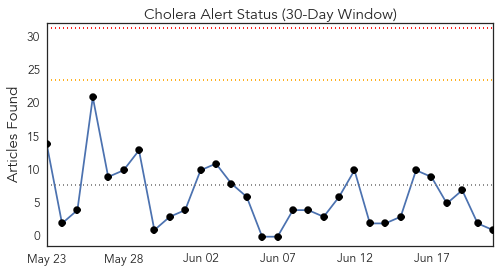 Cholera Alert Status (30-Day Window)
Articles Found
30
25
20
15
10
5
0
May 23 May 28 Jun 02 Jun 07 Jun 12 Jun 17